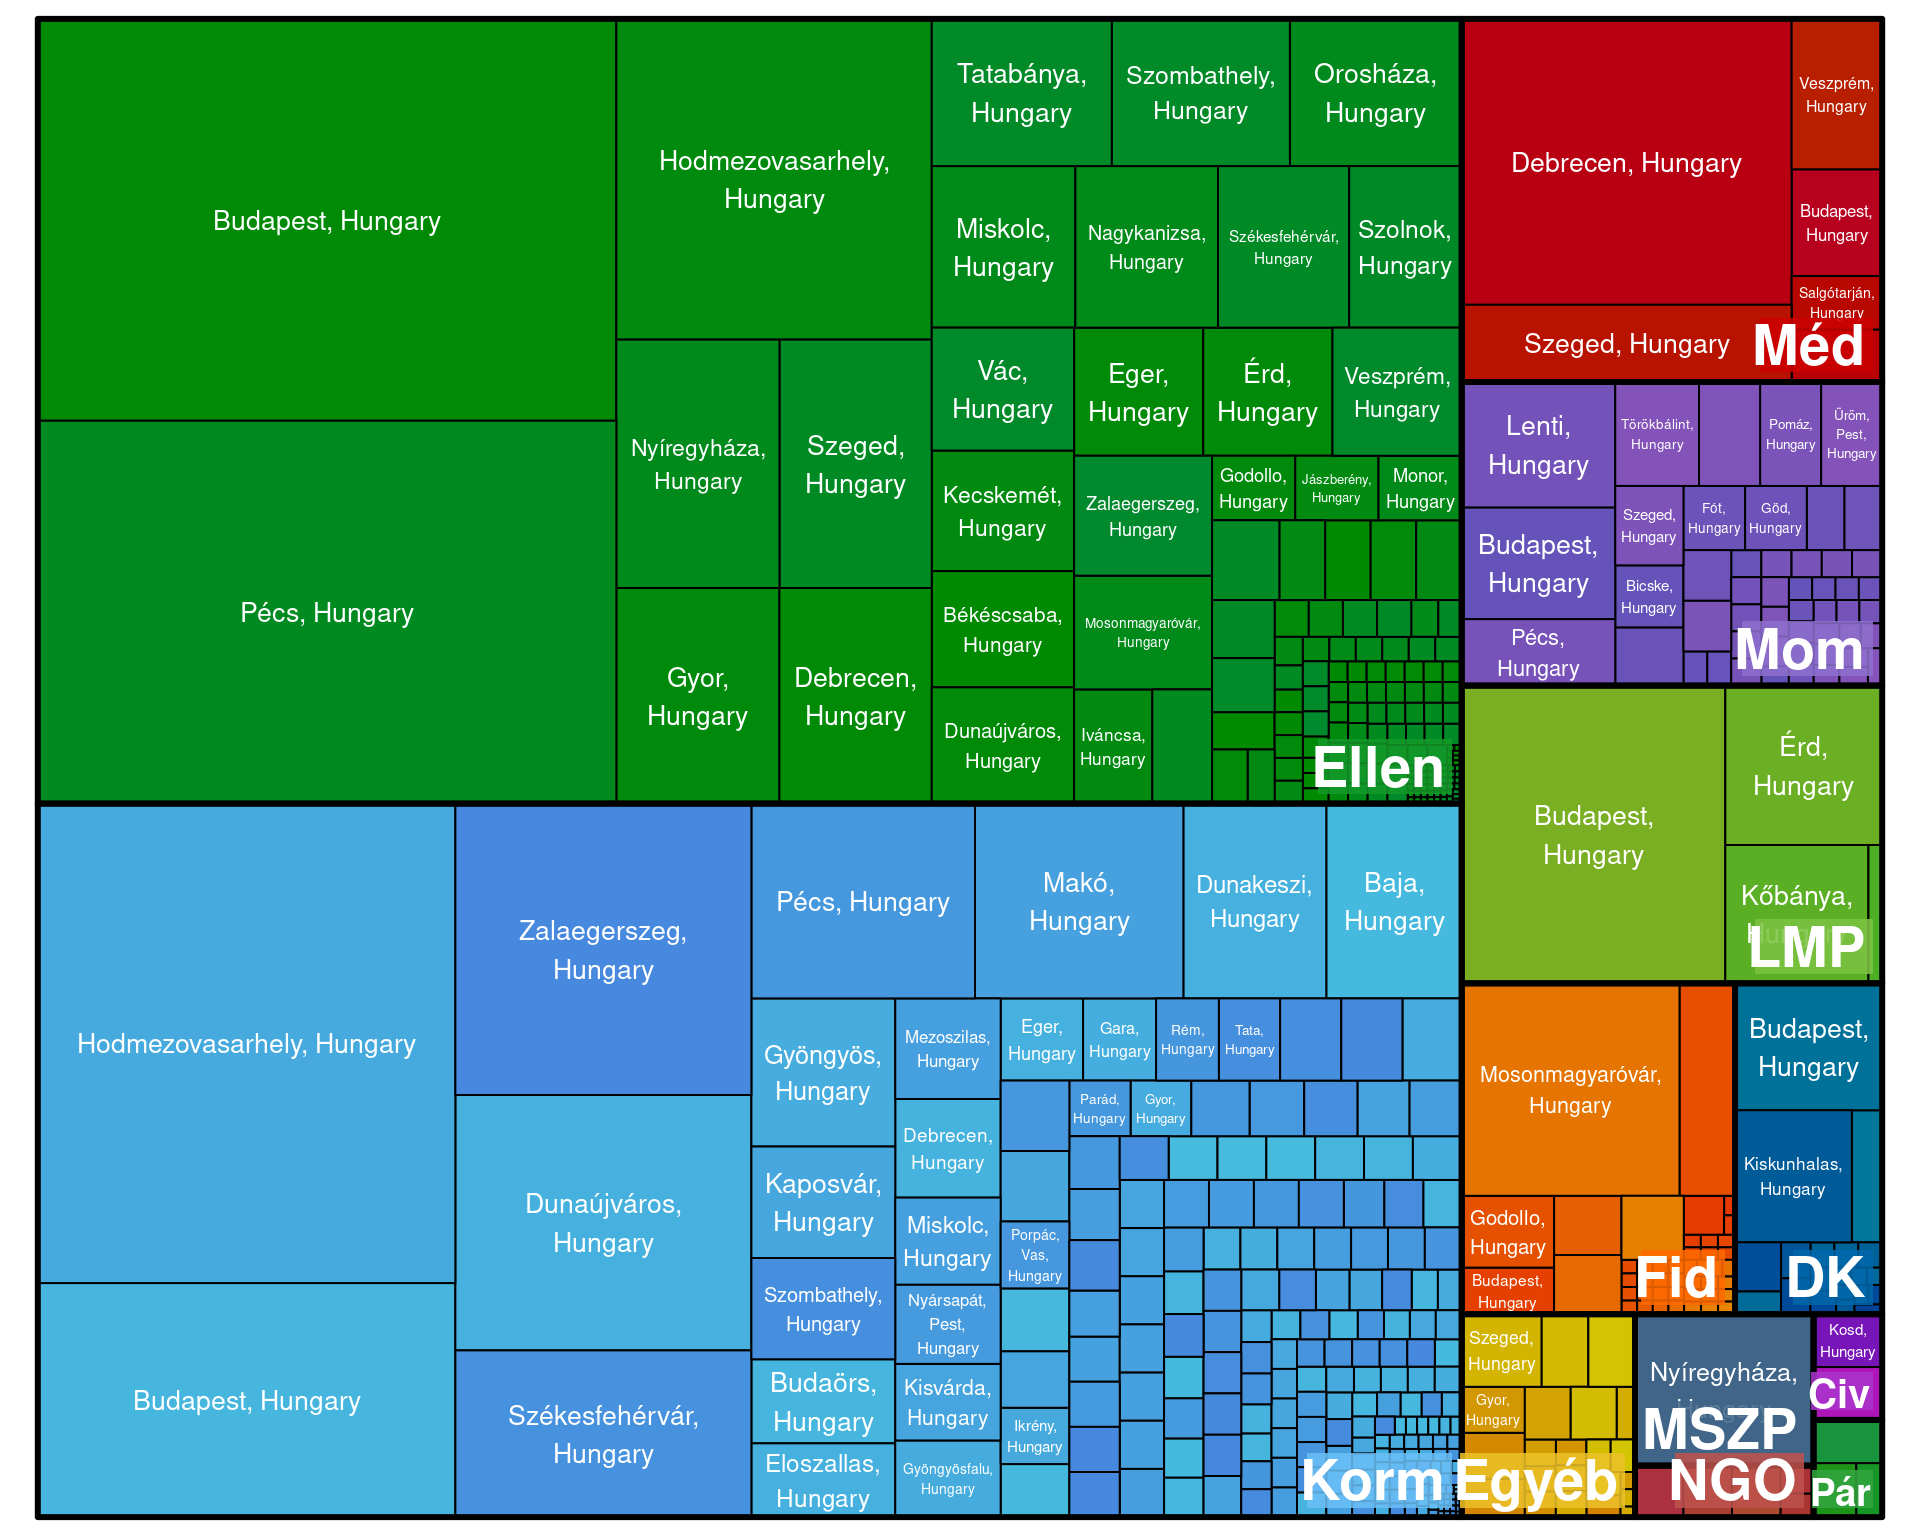 Budapest, Hungary
Pécs, Hungary
Hodmezovasarhely,
Hungary
Nyíregyháza,
Hungary
Szeged,
Hungary
Gyor,
Hungary
Debrecen,
Hungary
Tatabánya,
Hungary
Szombathely,
Hungary
Orosháza,
Hungary
Miskolc,
Hungary
Nagykanizsa,
Hungary
Székesfehérvár,
Hungary
Szolnok,
Hungary
Vác,
Hungary
Eger,
Hungary
Érd,
Hungary
Veszprém,
Hungary
Kecskemét,
Hungary
Zalaegerszeg,
Hungary
Godollo,
Hungary
Jászberény,
Hungary
Monor,
Hungary
Békéscsaba,
Hungary
Mosonmagyaróvár,
Hungary
Dunaújváros,
Hungary
Iváncsa,
Hungary
Ellen
Hodmezovasarhely, Hungary
Budapest, Hungary
Zalaegerszeg,
Hungary
Dunaújváros,
Hungary
Székesfehérvár,
Hungary
Pécs, Hungary
Makó,
Hungary
Dunakeszi,
Hungary
Baja,
Hungary
Gyöngyös,
Hungary
Kaposvár,
Hungary
Szombathely,
Hungary
Budaörs,
Hungary
Eloszallas,
Hungary
Mezoszilas,
Hungary
Debrecen,
Hungary
Miskolc,
Hungary
Nyársapát,
Pest,
Hungary
Kisvárda,
Hungary
Gyöngyösfalu,
Hungary
Eger,
Hungary
Gara,
Hungary
Rém,
Hungary
Tata,
Hungary
Parád,
Hungary
Gyor,
Hungary
Porpác,
Vas,
Hungary
Ikrény,
Hungary
Korm
Debrecen, Hungary
Szeged, Hungary
Veszprém,
Hungary
Budapest,
Hungary
Salgótarján,
Hungary
Méd
Lenti,
Hungary
Budapest,
Hungary
Pécs,
Hungary
Törökbálint,
Hungary
Pomáz,
Hungary
Üröm,
Pest,
Hungary
Szeged,
Hungary
Fót,
Hungary
Göd,
Hungary
Bicske,
Hungary
Mom
Budapest,
Hungary
Érd,
Hungary
Kőbánya,
Hungary
LMP
Mosonmagyaróvár,
Hungary
Godollo,
Hungary
Budapest,
Hungary
Fid
Budapest,
Hungary
Kiskunhalas,
Hungary
DK
Szeged,
Hungary
Gyor,
Hungary
Egyéb
Nyíregyháza,
Hungary
MSZP
NGO
Kosd,
Hungary
Civ
Pár